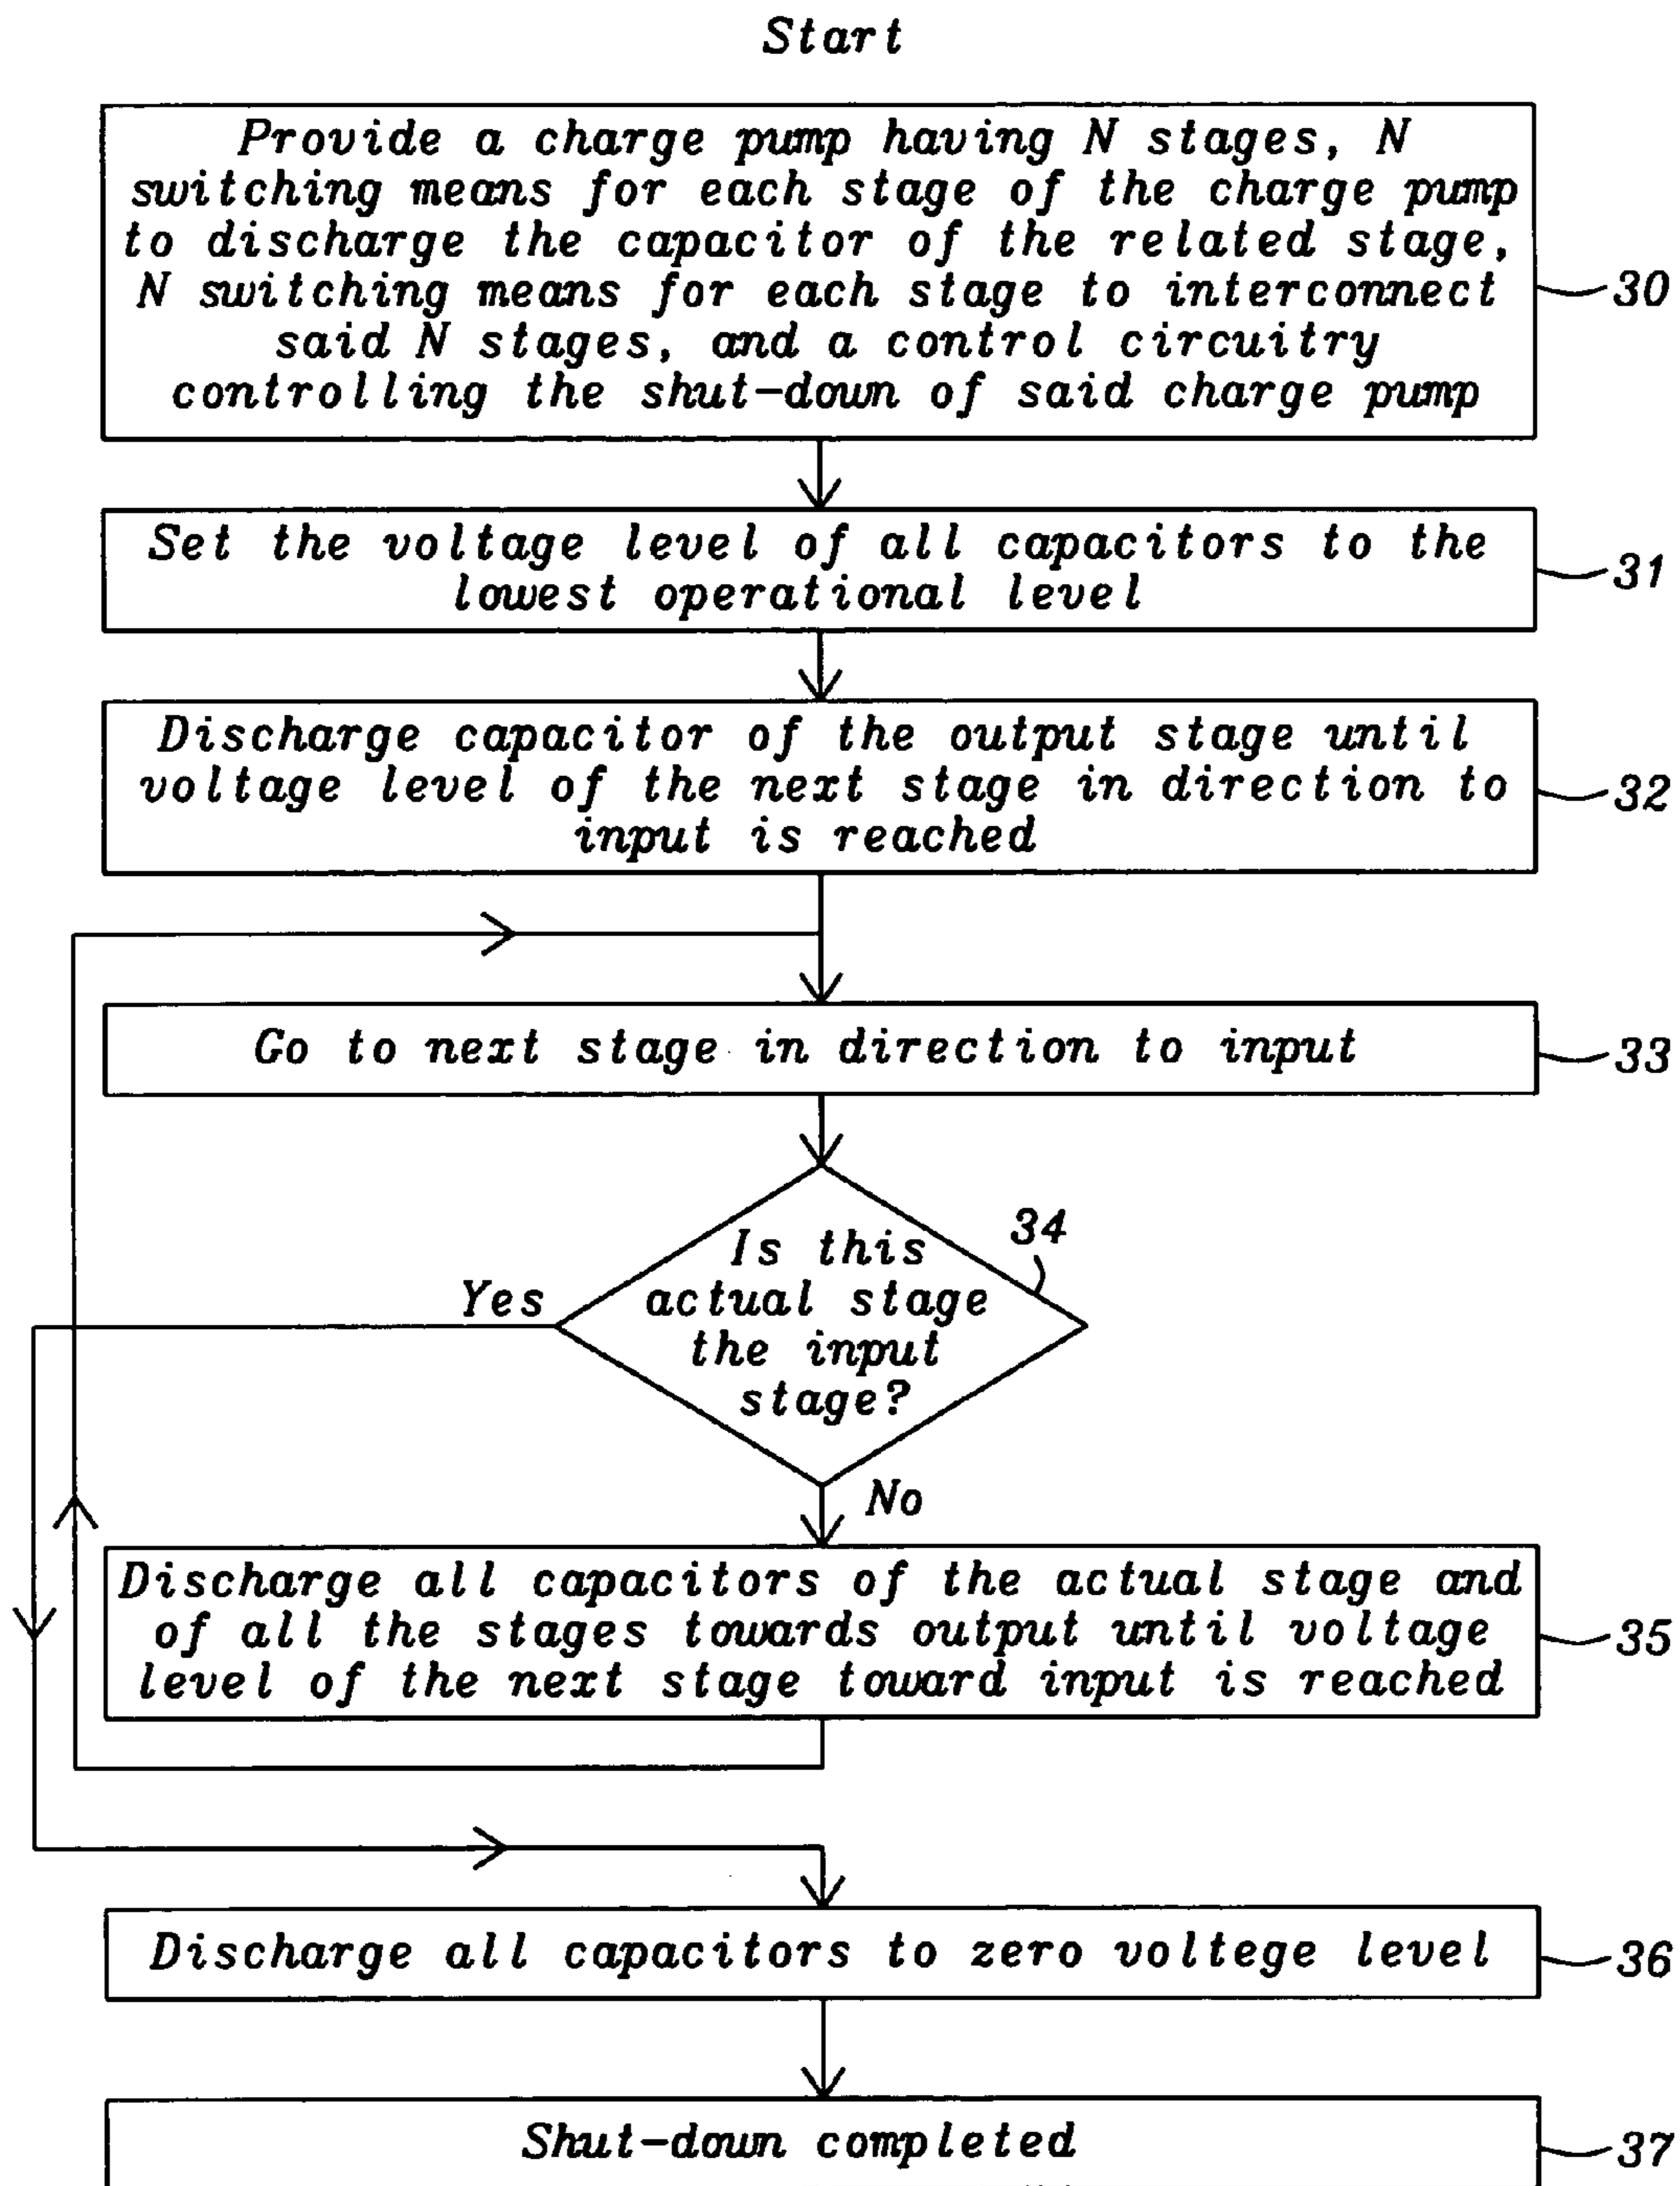 Start
Provide a charge pump having N stages, N
switching means for each stage of the charge pump
to discharge the capacitor of the related stage,
N switching means for each stage to interconnect
said N stages, and a control circuitry
controlling the shut-down of said charge pump
30
Set the voltage level of all capacitors to the
lowest operational level
31
Discharge capacitor of the output stage until
voltage level of the next stage in direction to
input is reached
32
Go to next stage in direction to input
33
34
Is this
actual stage
the input
stage?
Yes
No
Discharge all capacitors of the actual stage and
of all the stages towards output until voltage
level of the next stage toward input is reached
35
Discharge all capacitors to zero voltege level
36
Shut-down completed
37